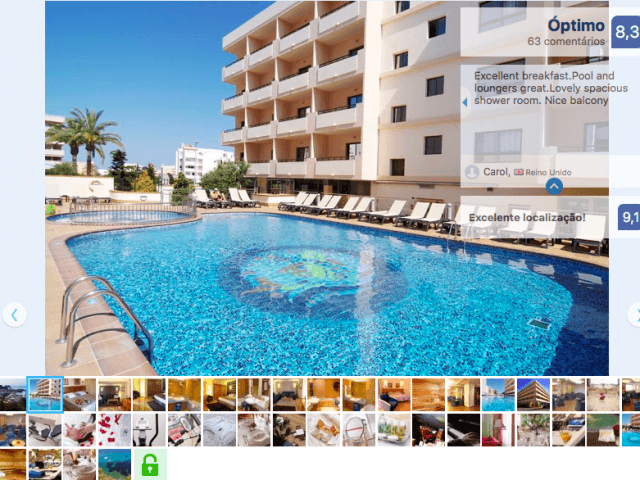 Óptimo
8,3
63 comentários
Excellent breakfast.Pool and
loungers great.Lovely spacious
shower room. Nice balcony
Carol, Reino Unido
Excelente localização!
9,1